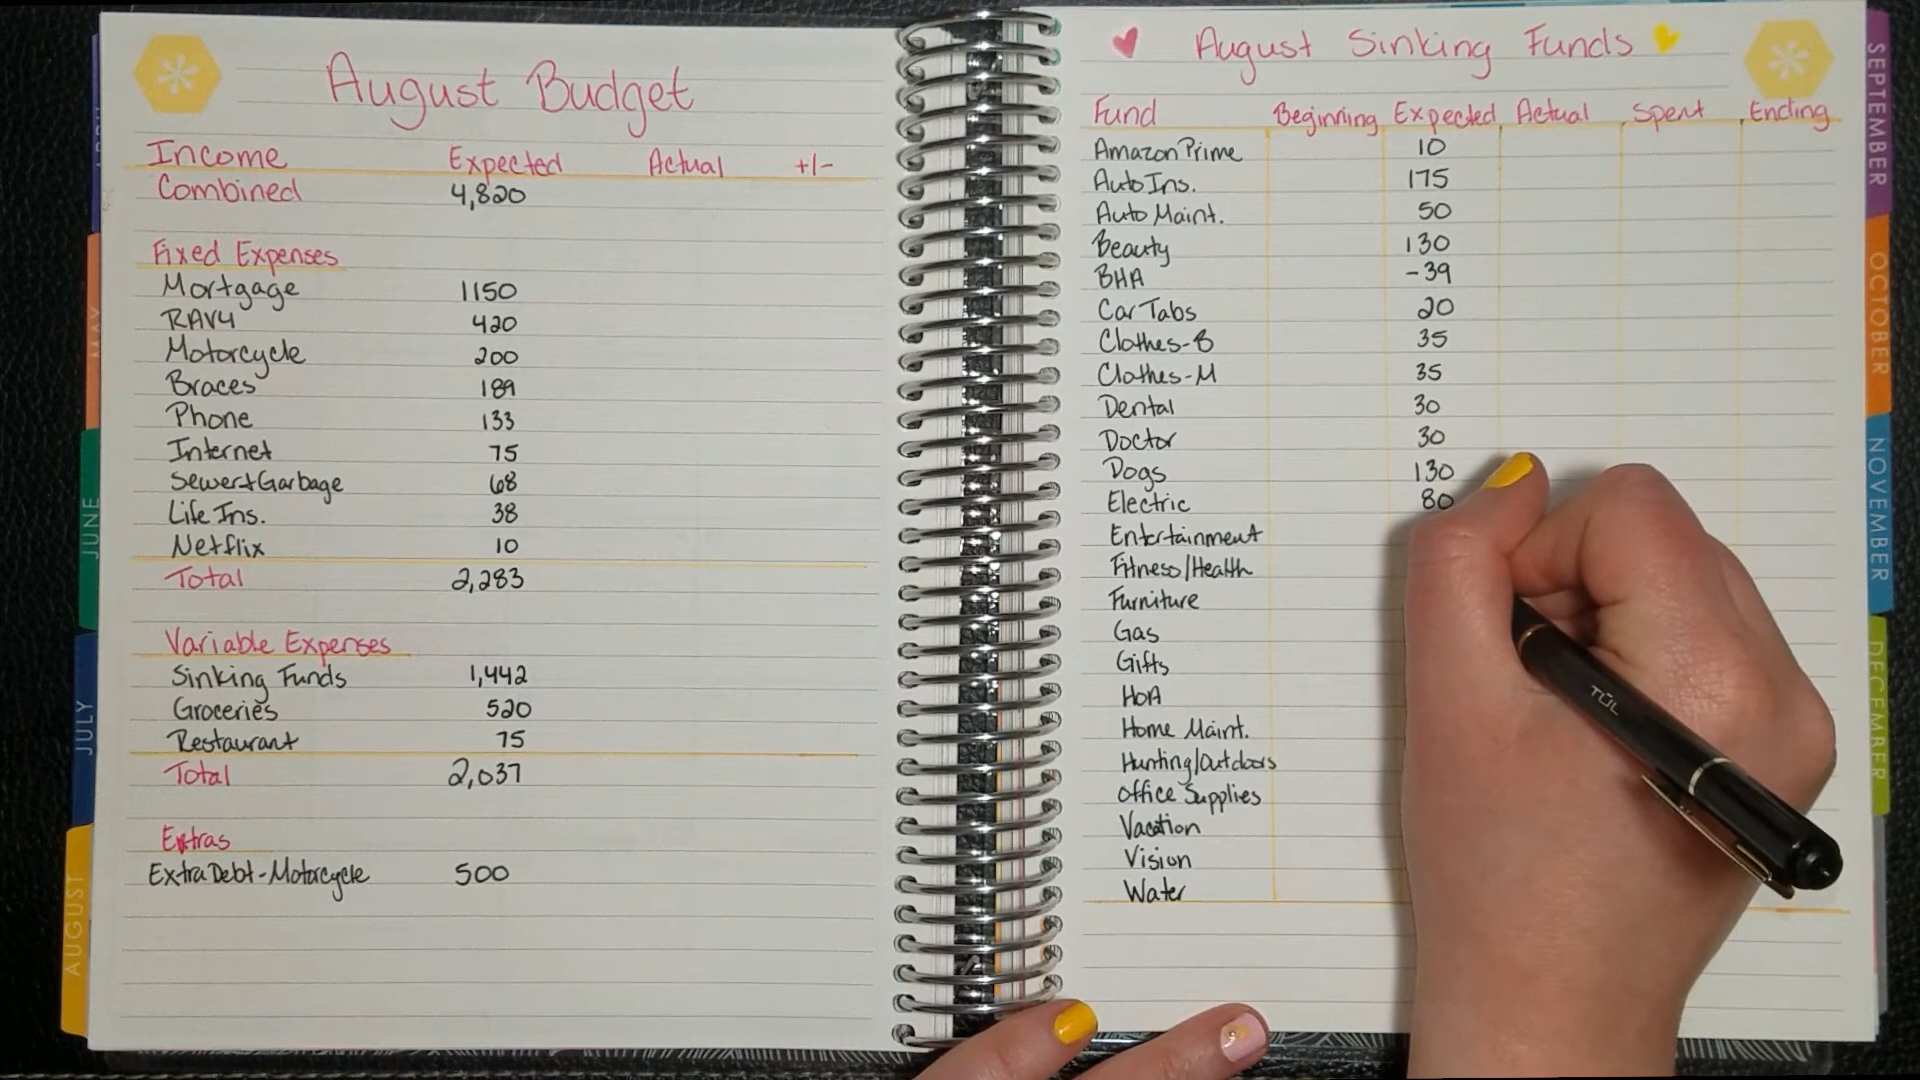 August Budget
Income Expected Actual +/-
Combined 4,820
Fixed Expenses
Mortgage 1150
RAV4 420
Motorcycle 200
Braces 189
Phone 133
Internet 75
Sewer+Garbage 68
Life Ins. 38
Netflix 10
Total 2,283
Variable Expenses
Sinking Funds 1,442
Groceries 520
Restaurant 75
Total 2,037
Extras
Extra Debt-Motorcycle 500
August Sinking Funds
Fund Beginning Expected Actual Spent Ending
Amazon Prime 10
Auto Ins. 175
Auto Maint. 50
Beauty 130
BHA -39
Car Tabs 20
Clothes-B 35
Clothes-M 35
Dental 30
Doctor 30
Dogs 130
Electric 80
Entertainment
Fitness/Health
Furniture
Gas
Gifts
HOA
Home Maint.
Hunting/Outdoors
Office Supplies
Vacation
Vision
Water
MAY
JUNE
JULY
AUGUST
SEPTEMBER
OCTOBER
NOVEMBER
DECEMBER
TUL